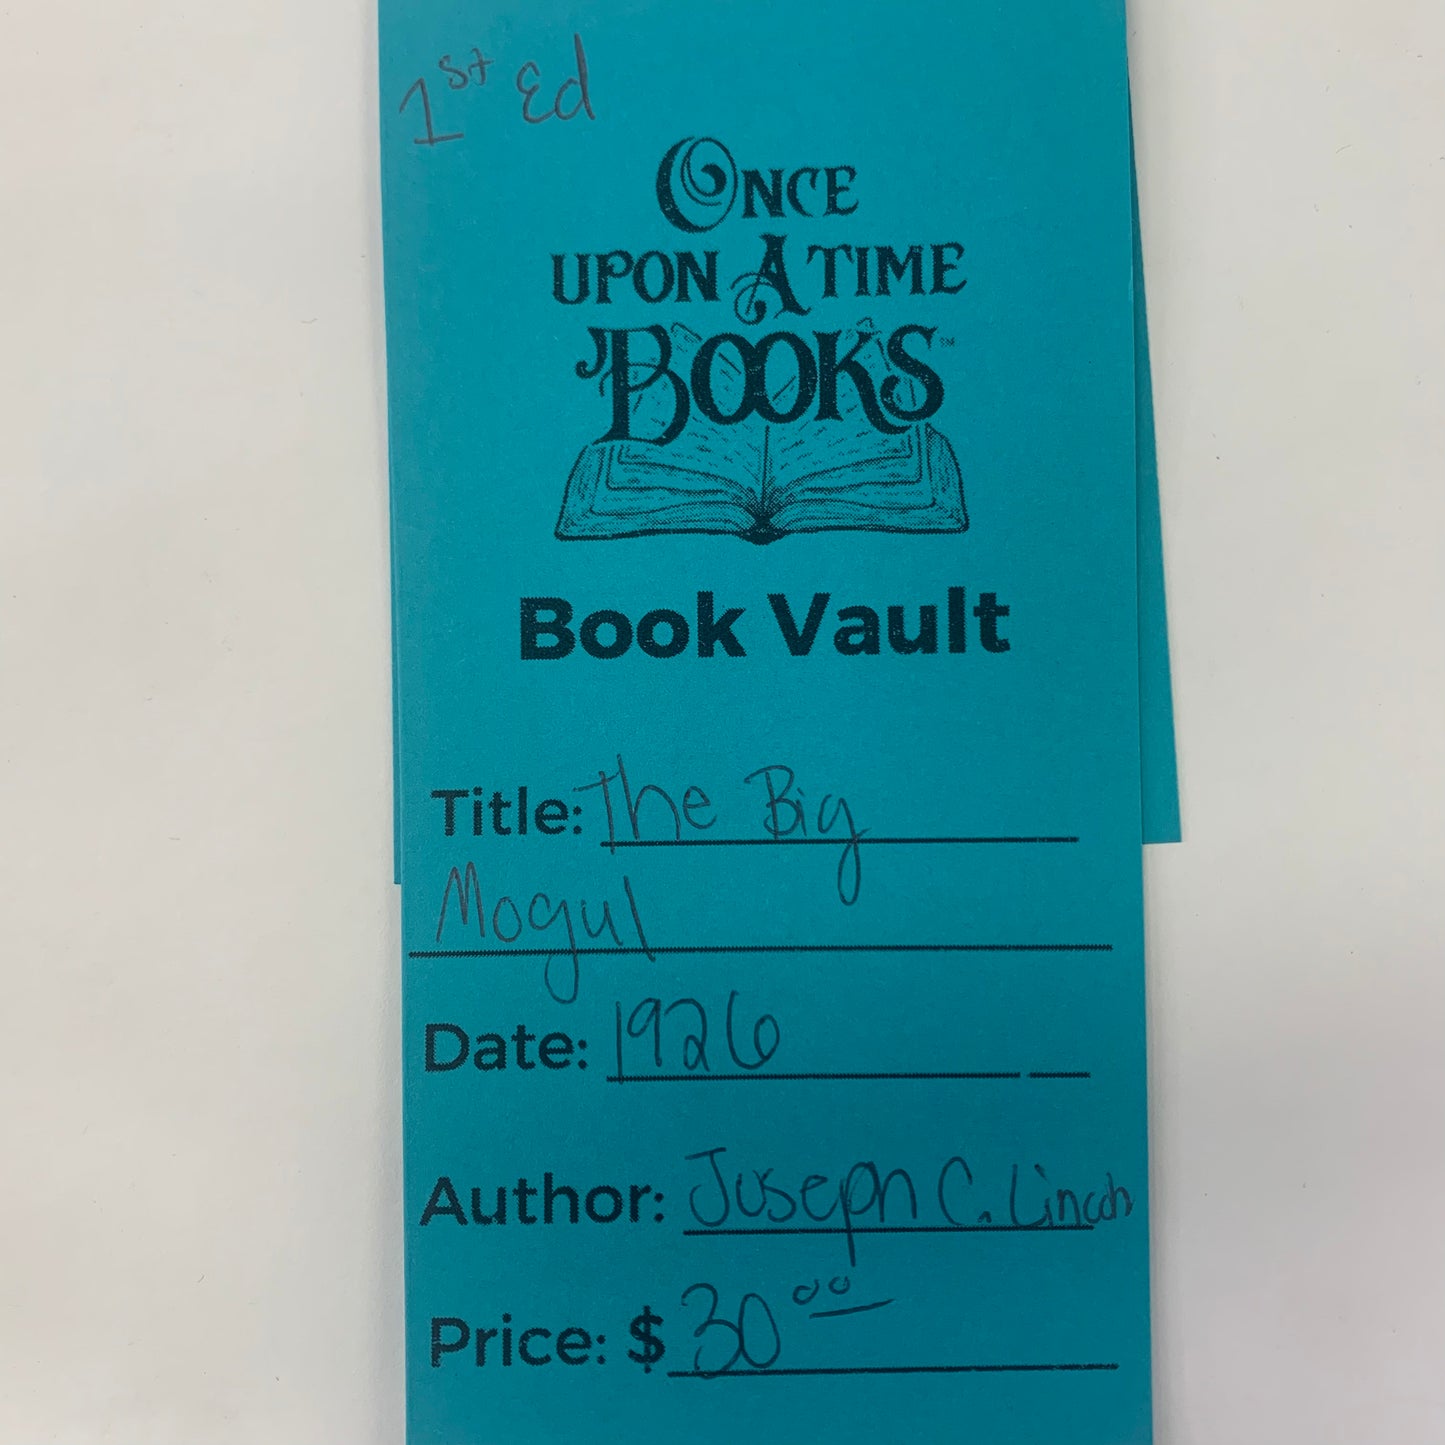 1st Ed
ONCE
UPON A TIME
BOOKS℠
Book Vault
Title: The Big
Mogul
Date: 1926
Author: Joseph C. Lincoln
Price: $ 30.00